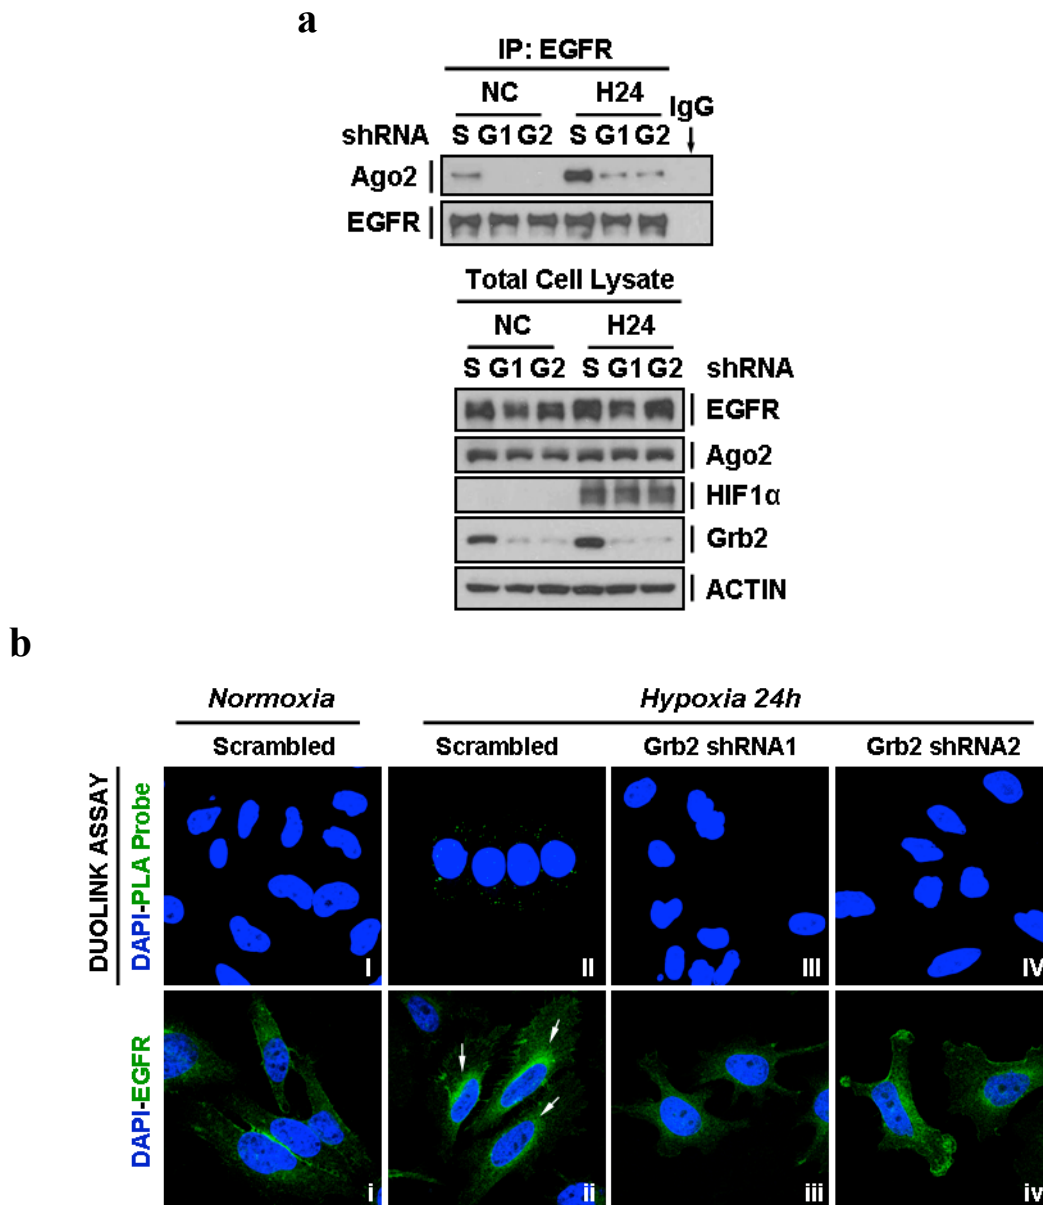 a
IP: EGFR
NC H24 IgG
shRNA S G1 G2 S G1 G2
Ago2
EGFR
Total Cell Lysate
NC H24
S G1 G2 S G1 G2 shRNA
EGFR
Ago2
HIF1α
Grb2
ACTIN
b
Normoxia Hypoxia 24h
Scrambled Scrambled Grb2 shRNA1 Grb2 shRNA2
DUOLINK ASSAY
DAPI-PLA Probe
I II III IV
DAPI-EGFR
i ii iii iv